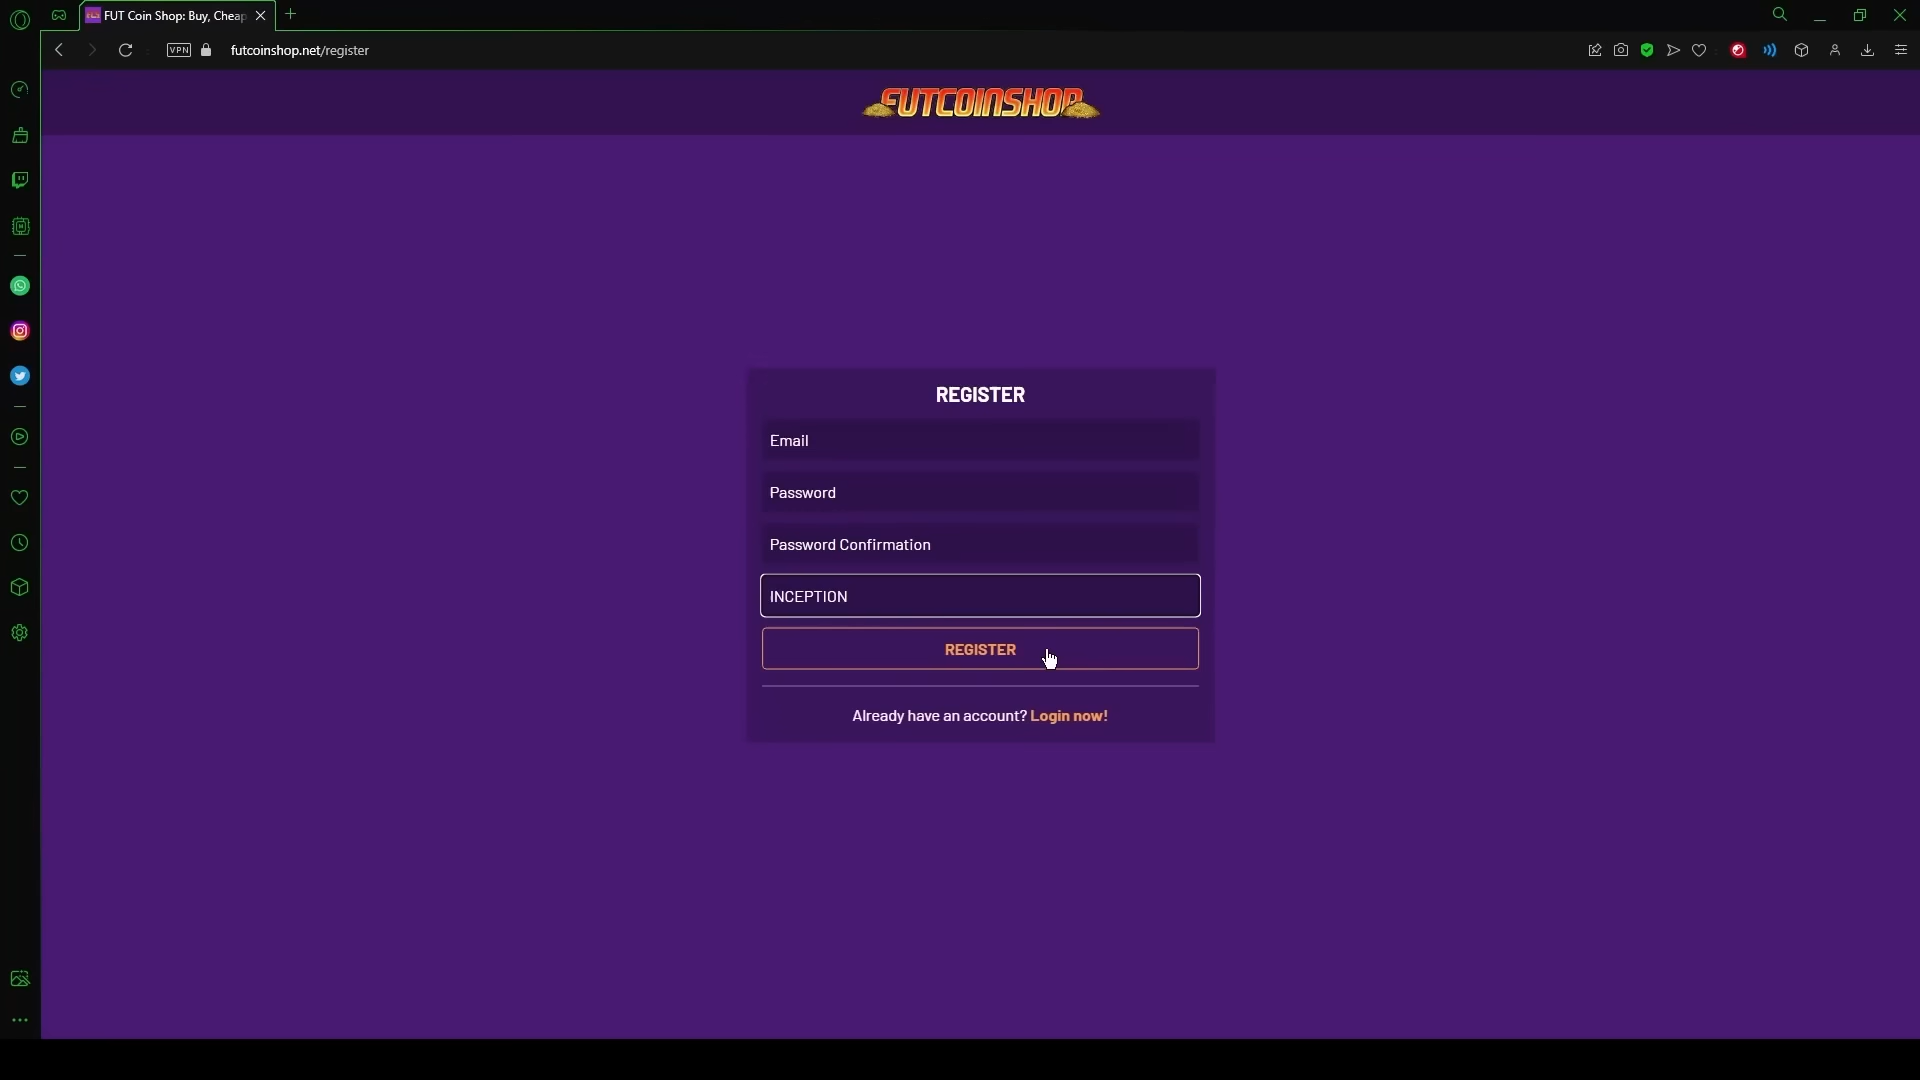 FUT Coin Shop: Buy, Cheap
VPN
futcoinshop.net/register
FUTCOINSHOP
REGISTER
Email
Password
Password Confirmation
INCEPTION
REGISTER
Already have an account? Login now!